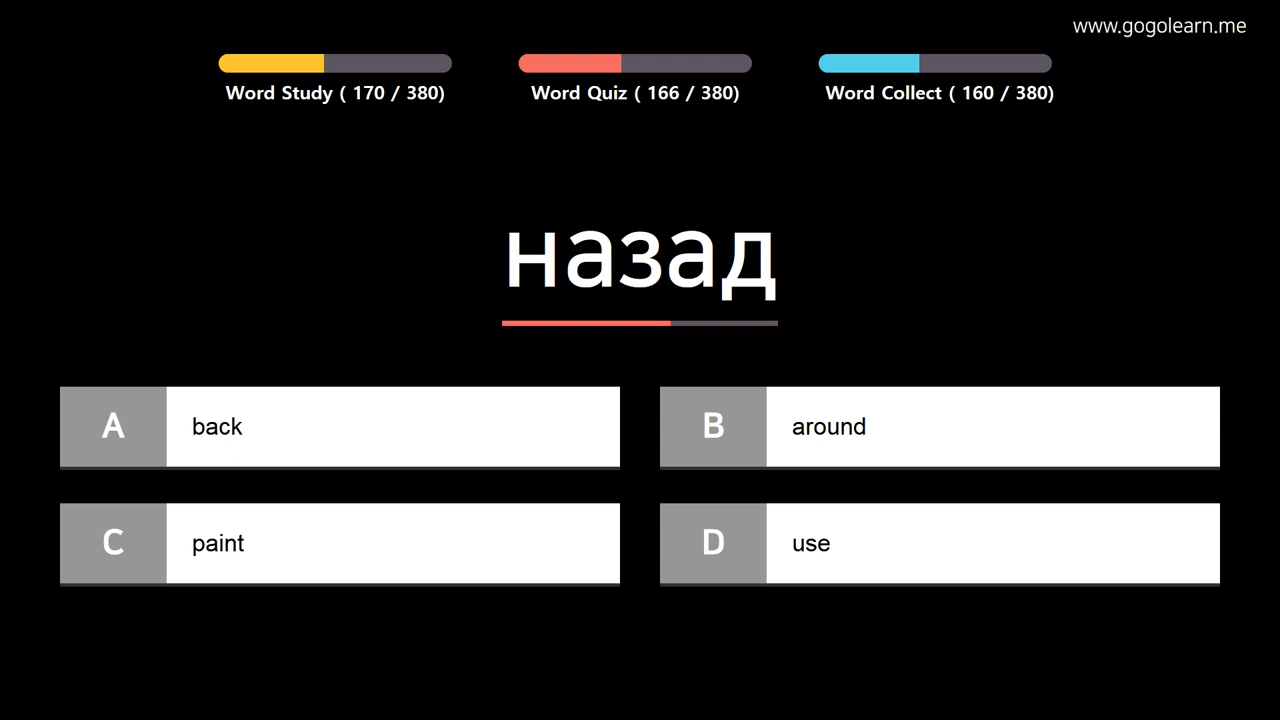 www.gogolearn.me
Word Study ( 170 / 380)
Word Quiz ( 166 / 380)
Word Collect ( 160 / 380)
назад
A back
B around
C paint
D use